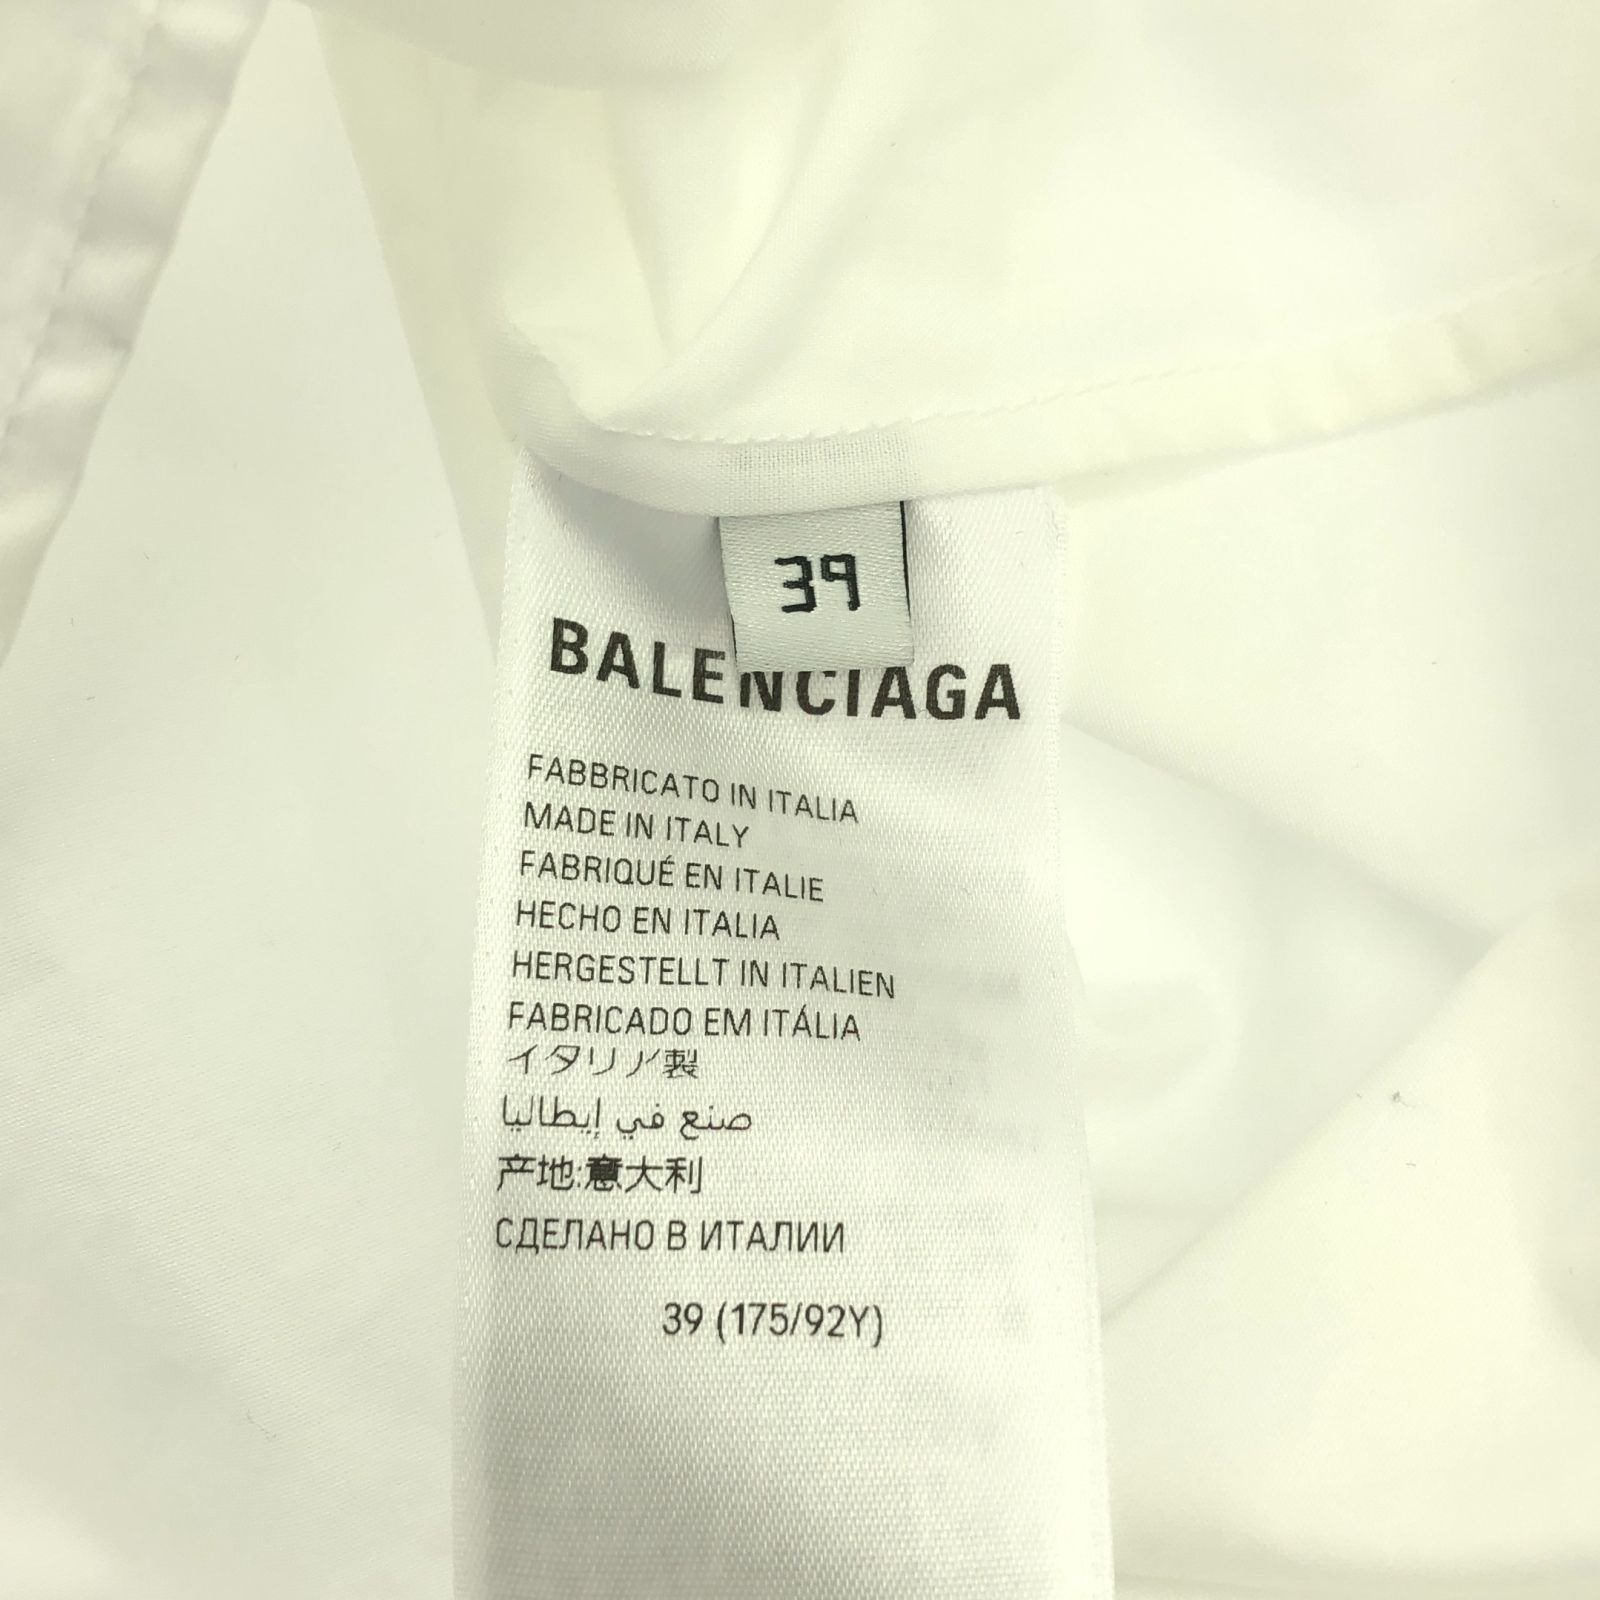 39
BALENCIAGA
FABBRICATO IN ITALIA
MADE IN ITALY
FABRIQUÉ EN ITALIE
HECHO EN ITALIA
HERGESTELLT IN ITALIEN
FABRICADO EM ITÁLIA
イタリア製
صنع في إيطاليا
产地:意大利
СДЕЛАНО В ИТАЛИИ
39 (175/92Y)